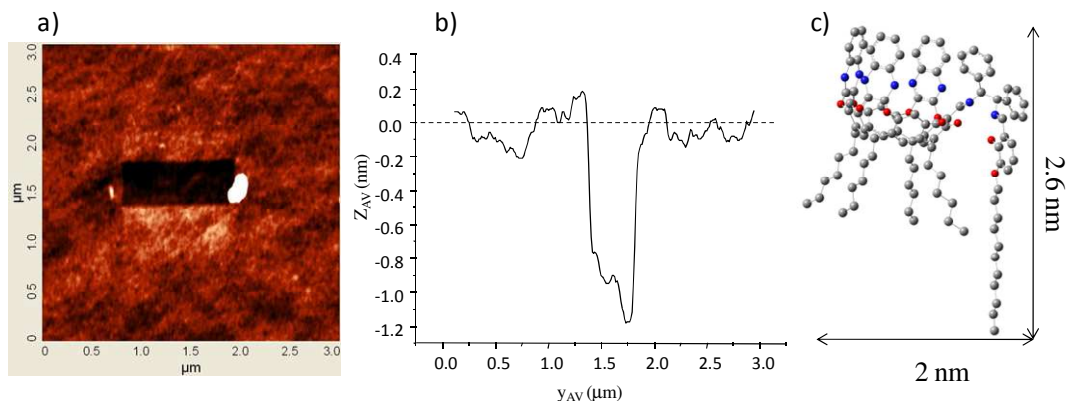 a)
3.0
2.5
2.0
1.5
1.0
0.5
0
µm
0 0.5 1.0 1.5 2.0 2.5 3.0
µm
b)
0.4
0.2
0.0
-0.2
-0.4
-0.6
-0.8
-1.0
-1.2
Z_AV (nm)
0.0 0.5 1.0 1.5 2.0 2.5 3.0
y_AV (µm)
c)
2.6 nm
2 nm